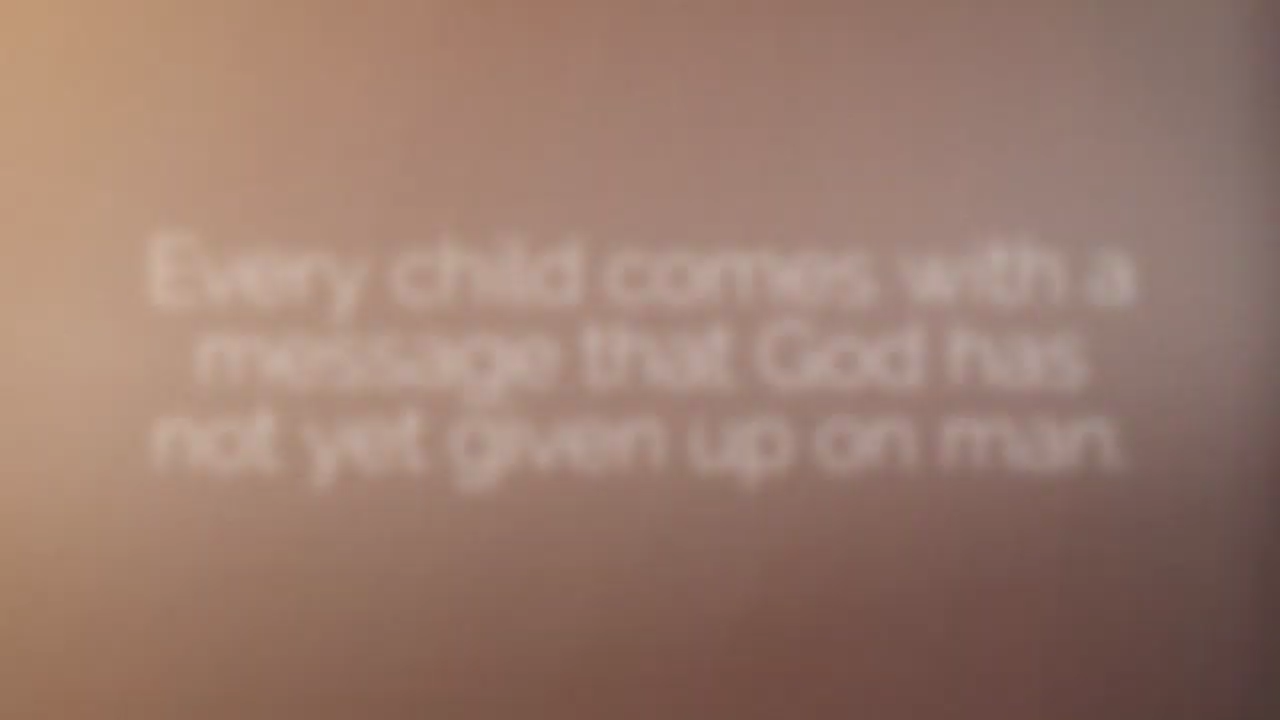 Every child comes with a
message that God has
not yet given up on man.